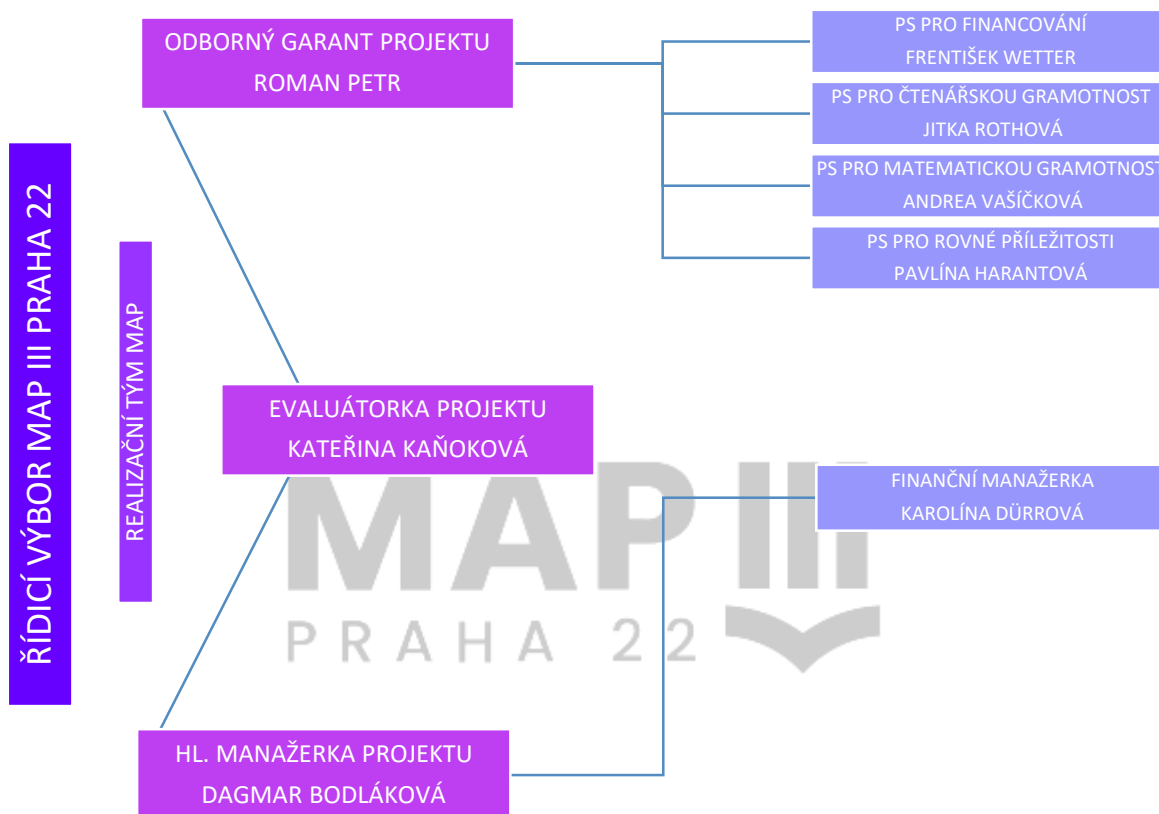 ŘÍDICÍ VÝBOR MAP III PRAHA 22
REALIZAČNÍ TÝM MAP
ODBORNÝ GARANT PROJEKTU
ROMAN PETR
PS PRO FINANCOVÁNÍ
FRENTIŠEK WETTER
PS PRO ČTENÁŘSKOU GRAMOTNOST
JITKA ROTHOVÁ
PS PRO MATEMATICKOU GRAMOTNOST
ANDREA VAŠÍČKOVÁ
PS PRO ROVNÉ PŘÍLEŽITOSTI
PAVLÍNA HARANTOVÁ
EVALUÁTORKA PROJEKTU
KATEŘINA KAŇOKOVÁ
MAP III
PRAHA 22
FINANČNÍ MANAŽERKA
KAROLÍNA DÜRROVÁ
HL. MANAŽERKA PROJEKTU
DAGMAR BODLÁKOVÁ